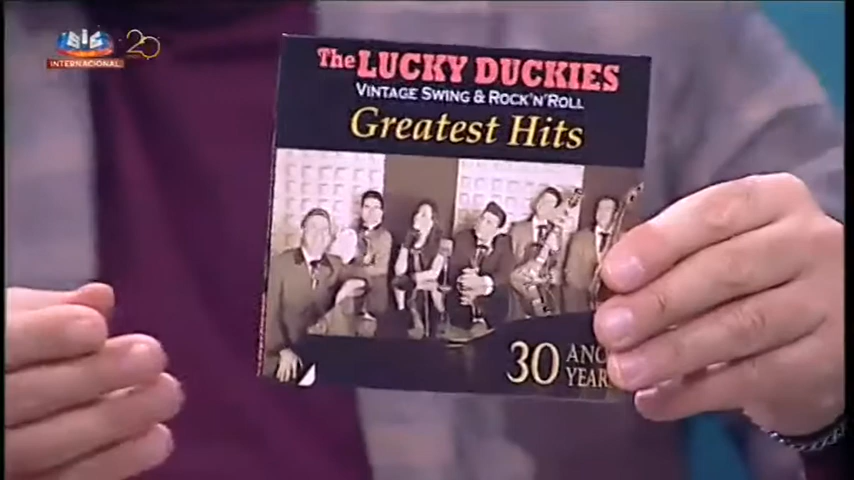 SIC 20
INTERNACIONAL
The LUCKY DUCKIES
VINTAGE SWING & ROCK'N'ROLL
Greatest Hits
30 ANO
YEAR